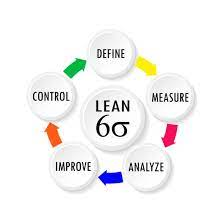 DEFINE
MEASURE
ANALYZE
IMPROVE
CONTROL
LEAN
6σ